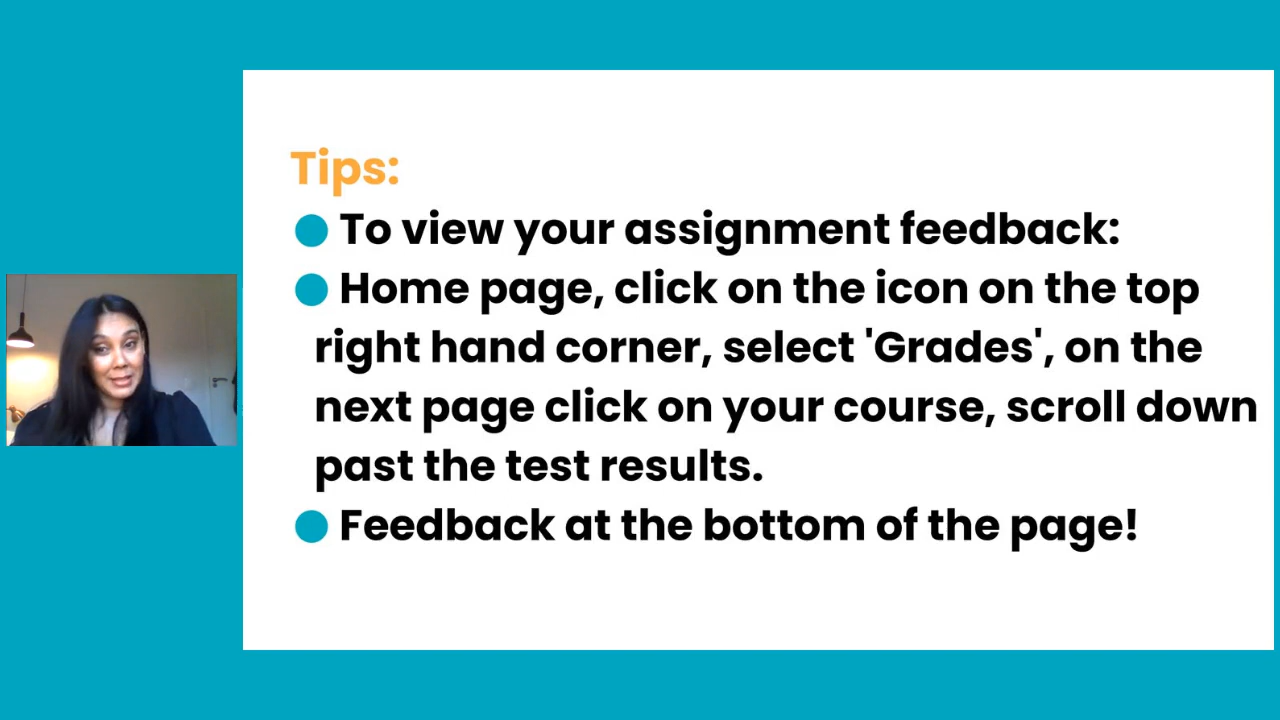 Tips:
● To view your assignment feedback:
● Home page, click on the icon on the top
right hand corner, select 'Grades', on the
next page click on your course, scroll down
past the test results.
● Feedback at the bottom of the page!